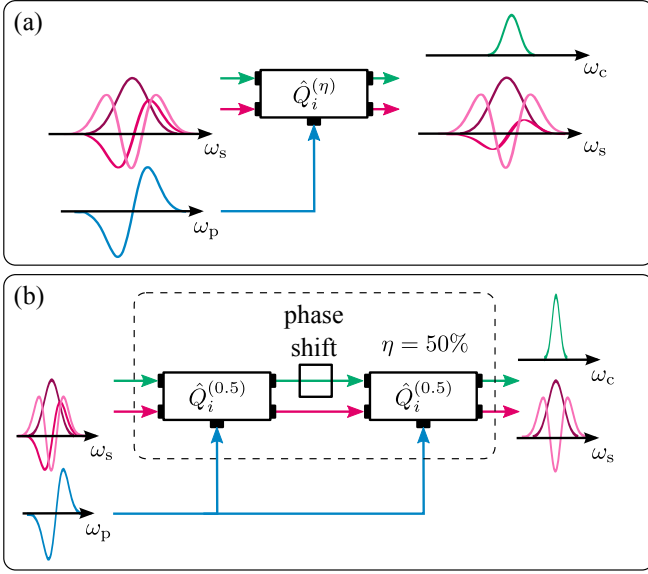 (a)
ω_c
Q̂_i^(η)
ω_s
ω_s
ω_p
(b)
phase
shift
η = 50%
ω_c
Q̂_i^(0.5)
Q̂_i^(0.5)
ω_s
ω_s
ω_p